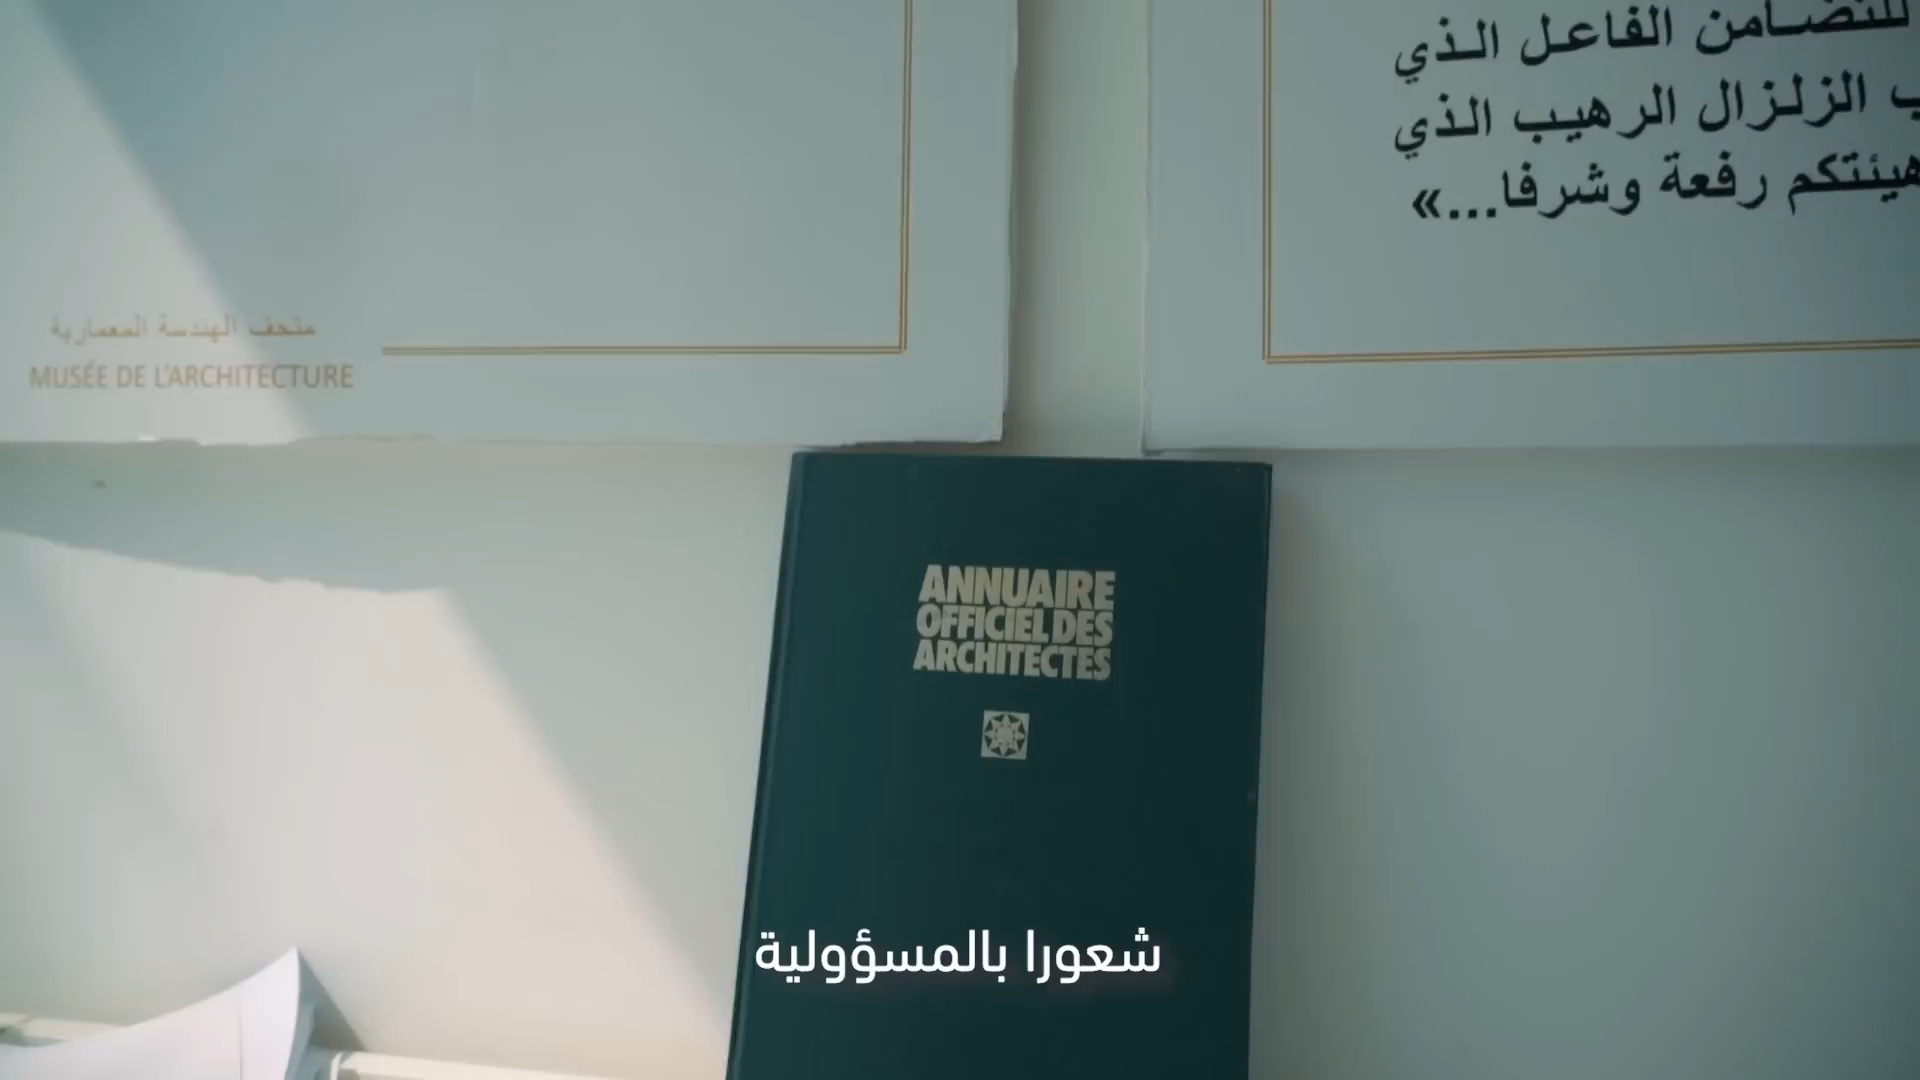 للتضامن الفاعل الذي
الزلزال الرهيب الذي
هيئتكم رفعة وشرفا...»
متحف الهندسة المعمارية
MUSÉE DE L'ARCHITECTURE
ANNUAIRE
OFFICIEL DES
ARCHITECTES
شعورا بالمسؤولية